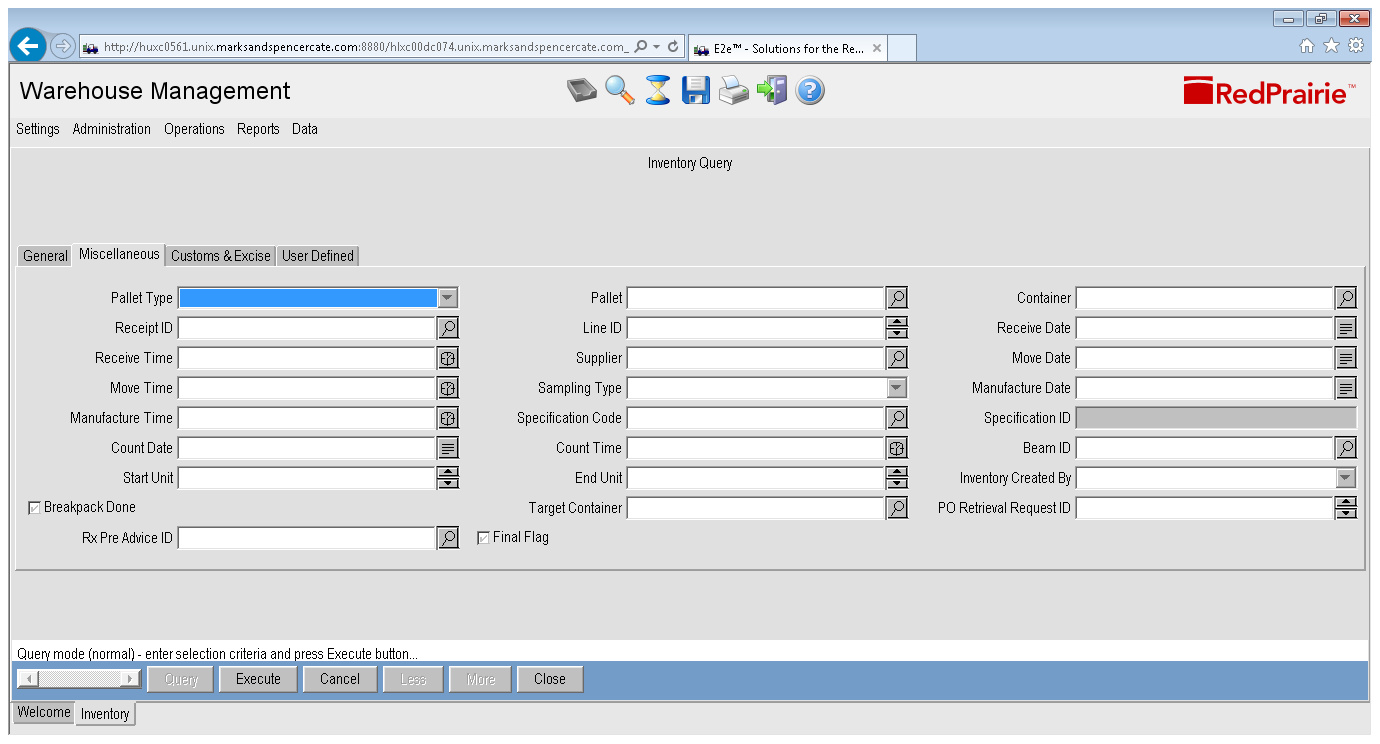 http://huxc0561.unix.marksandspencercate.com:8880/hlxc00dc074.unix.marksandspencercate.com_
E2e™ - Solutions for the Re...
Warehouse Management
RedPrairie™
Settings Administration Operations Reports Data
Inventory Query
General Miscellaneous Customs & Excise User Defined
Pallet Type Pallet Container
Receipt ID Line ID Receive Date
Receive Time Supplier Move Date
Move Time Sampling Type Manufacture Date
Manufacture Time Specification Code Specification ID
Count Date Count Time Beam ID
Start Unit End Unit Inventory Created By
Breakpack Done Target Container PO Retrieval Request ID
Rx Pre Advice ID Final Flag
Query mode (normal) - enter selection criteria and press Execute button...
Query Execute Cancel Less More Close
Welcome Inventory